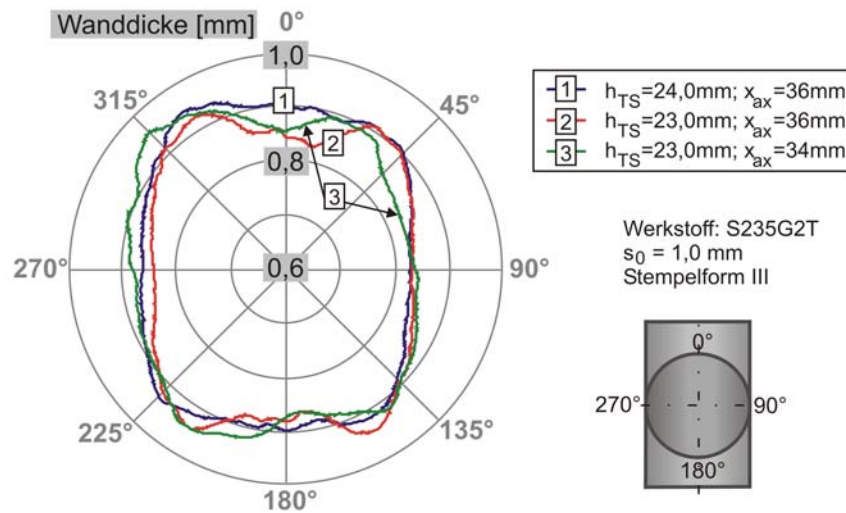 Wanddicke [mm]
0°
1,0
315°
45°
1
2
0,8
3
270°
0,6
90°
225°
135°
180°
1 h_TS=24,0mm; x_ax=36mm
2 h_TS=23,0mm; x_ax=36mm
3 h_TS=23,0mm; x_ax=34mm
Werkstoff: S235G2T
s_0 = 1,0 mm
Stempelform III
0°
270°
90°
180°